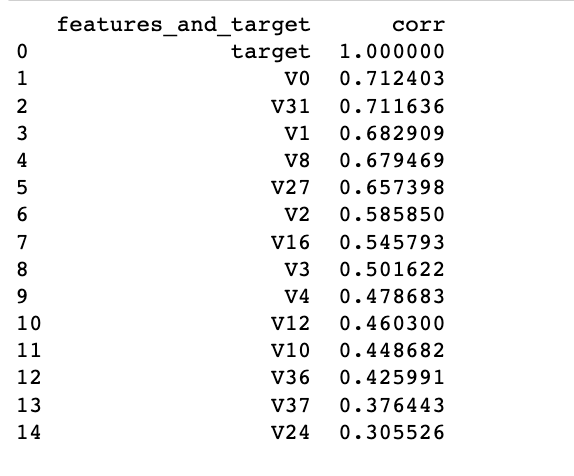 features_and_target corr
0 target 1.000000
1 V0 0.712403
2 V31 0.711636
3 V1 0.682909
4 V8 0.679469
5 V27 0.657398
6 V2 0.585850
7 V16 0.545793
8 V3 0.501622
9 V4 0.478683
10 V12 0.460300
11 V10 0.448682
12 V36 0.425991
13 V37 0.376443
14 V24 0.305526